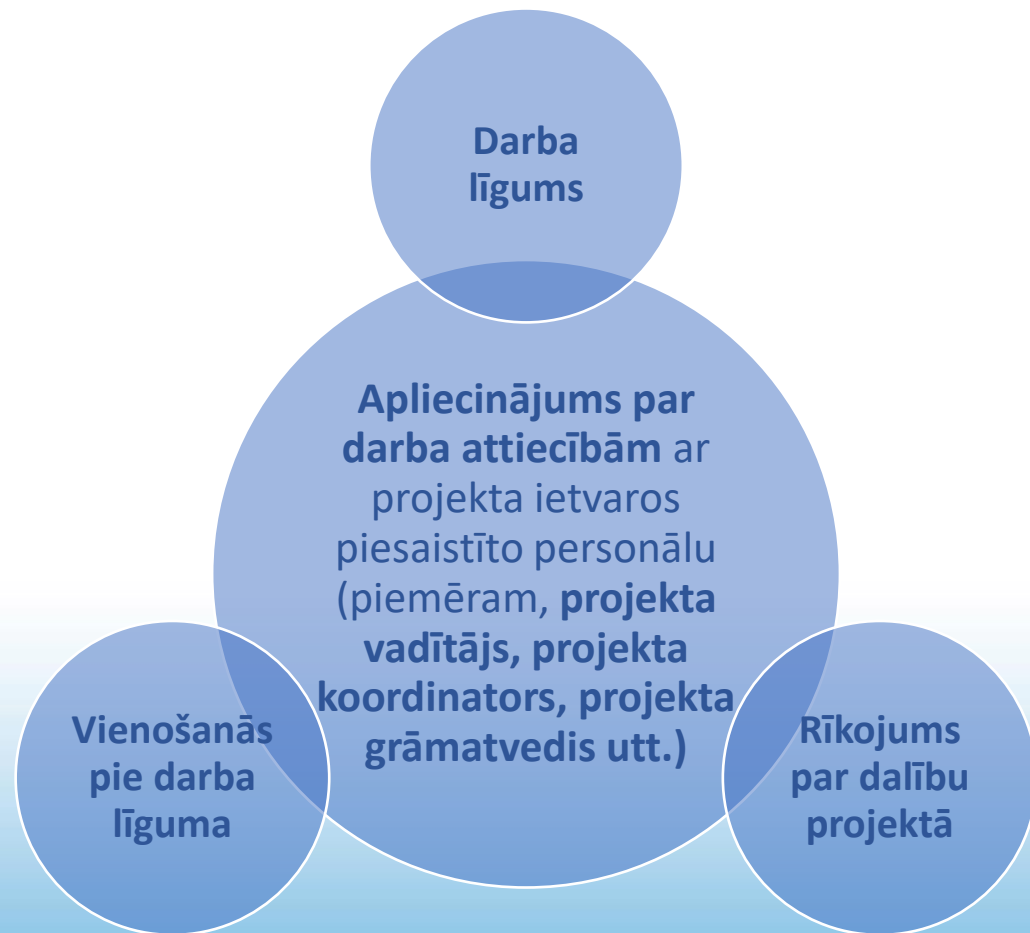 Darba
līgums
Apliecinājums par
darba attiecībām ar
projekta ietvaros
piesaistīto personālu
(piemēram, projekta
vadītājs, projekta
koordinators, projekta
grāmatvedis utt.)
Vienošanās
pie darba
līguma
Rīkojums
par dalību
projektā